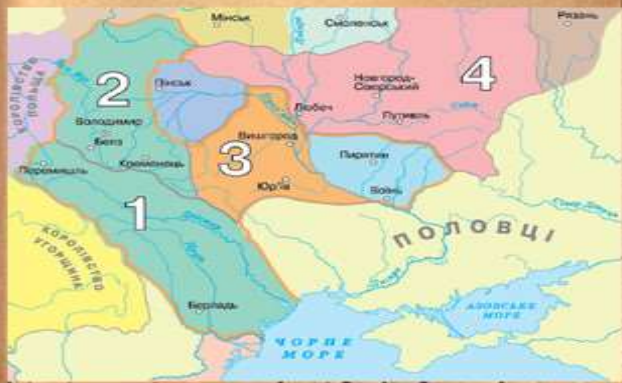 Мінськ
Смоленськ
Рязань
КОРОЛІВСТВО
ПОЛЬЩА
2
Пінськ
4
Новгород-
Сіверський
Любеч
Путивль
Володимир
Белз
Вишгород
3
Кременець
Пирятин
Перемишль
Юр'їв
Воїнь
1
ПОЛОВЦІ
КОРОЛІВСТВО
УГОРЩИНА
Берладь
АЗОВСЬКЕ
МОРЕ
ЧОРНЕ
МОРЕ